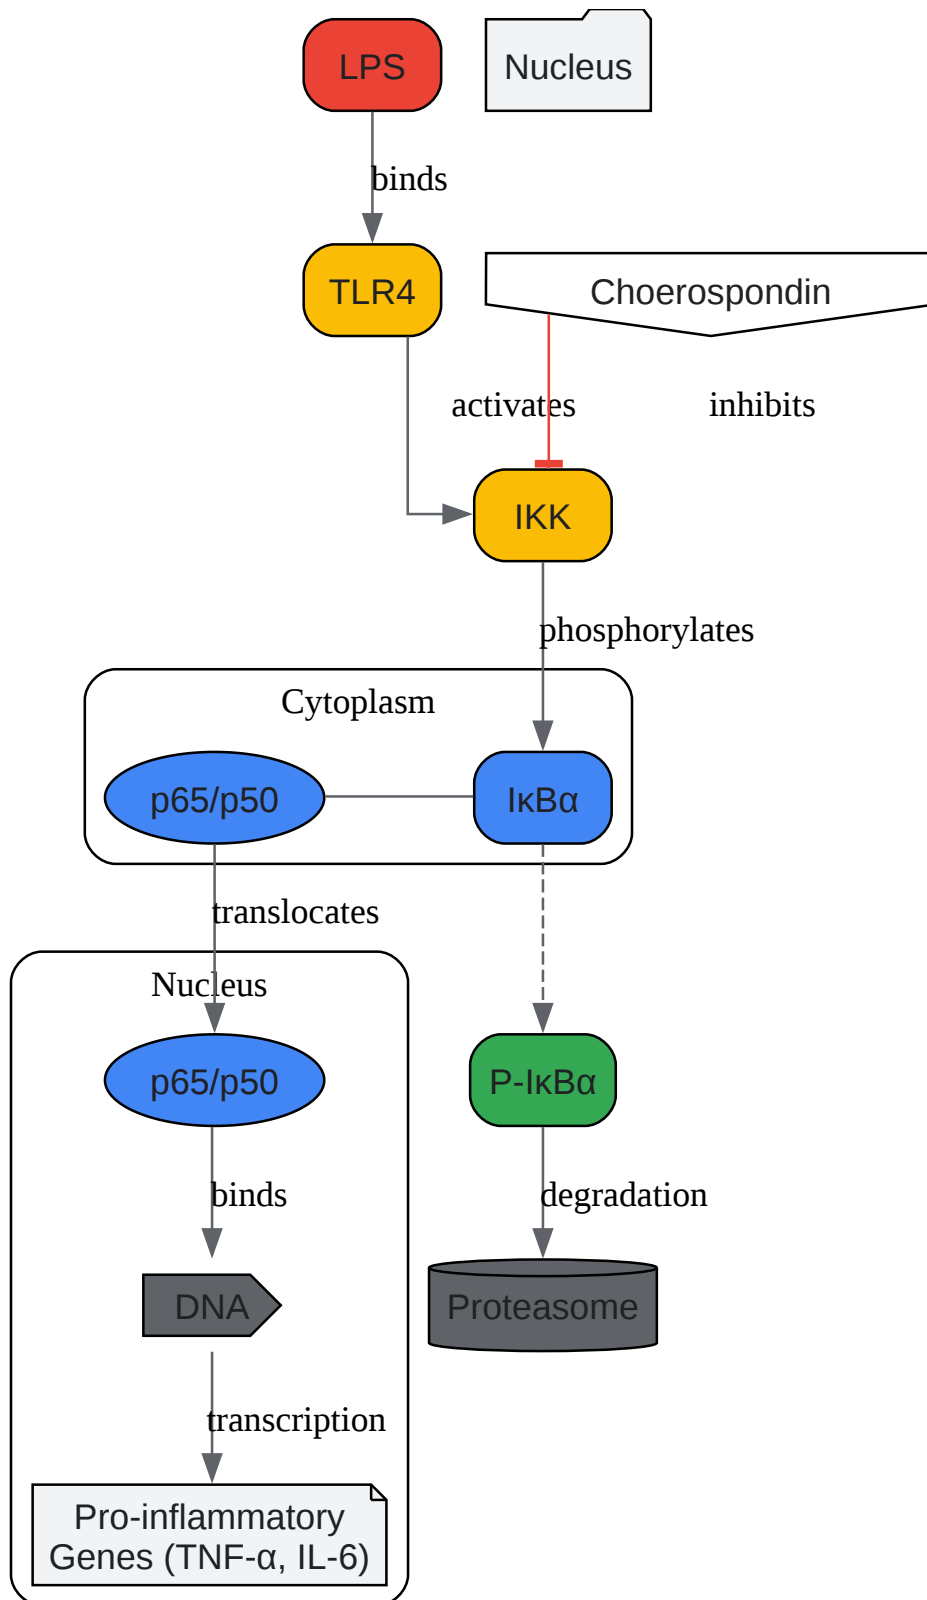 LPS
Nucleus
binds
TLR4
Choerospondin
activates
inhibits
IKK
phosphorylates
Cytoplasm
p65/p50
IκBα
translocates
Nucleus
p65/p50
P-IκBα
binds
degradation
DNA
Proteasome
transcription
Pro-inflammatory
Genes (TNF-α, IL-6)